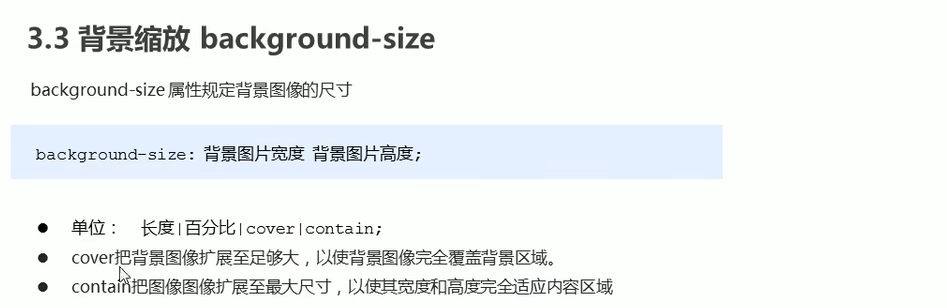 3.3 背景缩放 background-size
background-size 属性规定背景图像的尺寸
background-size: 背景图片宽度 背景图片高度;
● 单位： 长度|百分比|cover|contain;
● cover把背景图像扩展至足够大，以使背景图像完全覆盖背景区域。
● contain把图像图像扩展至最大尺寸，以使其宽度和高度完全适应内容区域